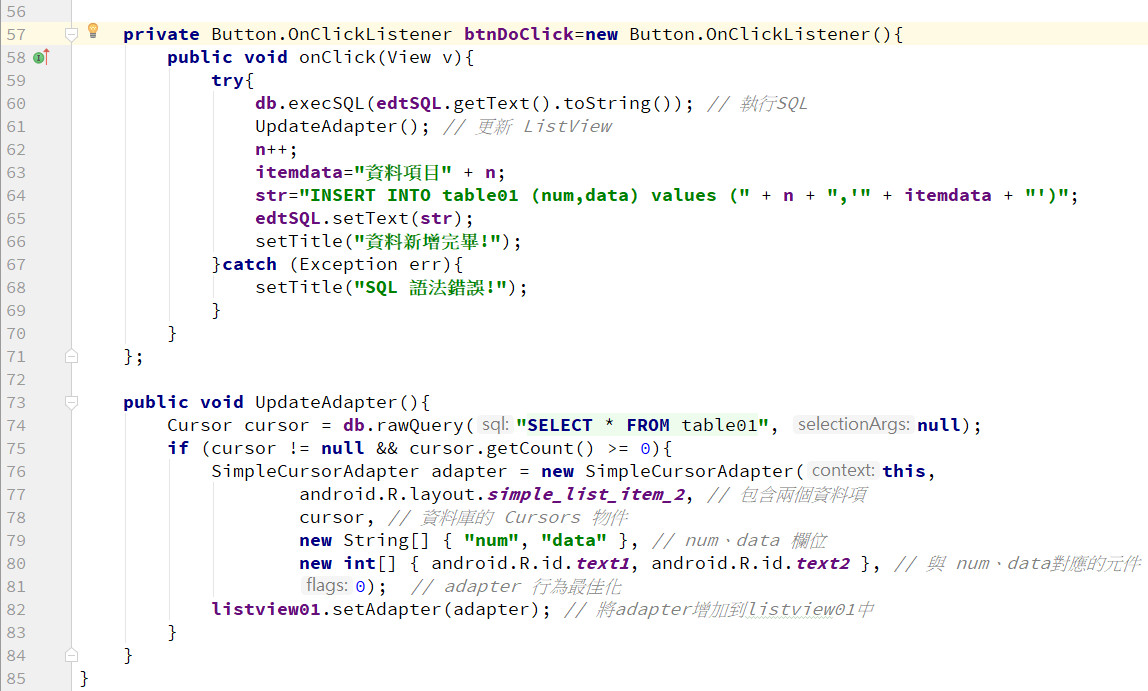 56
57 private Button.OnClickListener btnDoClick=new Button.OnClickListener(){
58 public void onClick(View v){
59 try{
60 db.execSQL(edtSQL.getText().toString()); // 執行SQL
61 UpdateAdapter(); // 更新 ListView
62 n++;
63 itemdata="資料項目" + n;
64 str="INSERT INTO table01 (num,data) values (" + n + ",'" + itemdata + "')";
65 edtSQL.setText(str);
66 setTitle("資料新增完畢!");
67 }catch (Exception err){
68 setTitle("SQL 語法錯誤!");
69 }
70 }
71 };
72
73 public void UpdateAdapter(){
74 Cursor cursor = db.rawQuery( sql: "SELECT * FROM table01", selectionArgs: null);
75 if (cursor != null && cursor.getCount() >= 0){
76 SimpleCursorAdapter adapter = new SimpleCursorAdapter( context: this,
77 android.R.layout.simple_list_item_2, // 包含兩個資料項
78 cursor, // 資料庫的 Cursors 物件
79 new String[] { "num", "data" }, // num、data 欄位
80 new int[] { android.R.id.text1, android.R.id.text2 }, // 與 num、data對應的元件
81 flags: 0); // adapter 行為最佳化
82 listview01.setAdapter(adapter); // 將adapter增加到listview01中
83 }
84 }
85 }